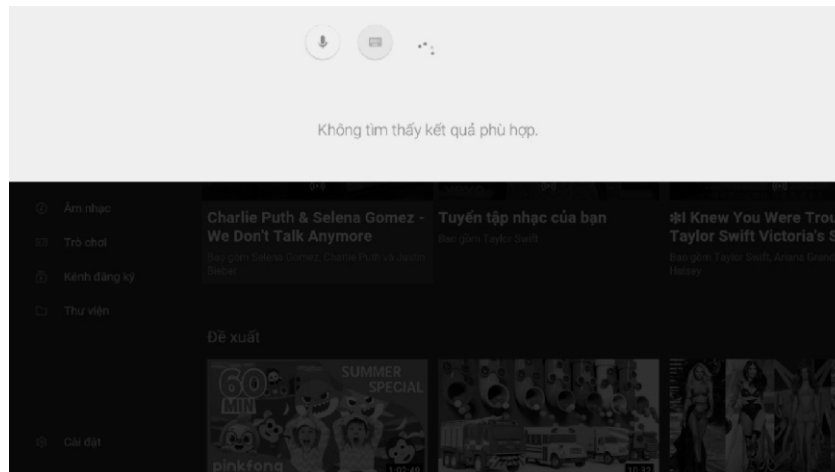 Không tìm thấy kết quả phù hợp.
Âm nhạc
Trò chơi
Kênh đăng ký
Thư viện
Cài đặt
Charlie Puth & Selena Gomez -
We Don't Talk Anymore
Bao gồm Selena Gomez, Charlie Puth và Justin
Bieber
Tuyển tập nhạc của bạn
Bao gồm Taylor Swift
I Knew You Were Trou
Taylor Swift Victoria's S
Bao gồm Taylor Swift, Ariana Grand
Halsey
Đề xuất
60
MIN
SUMMER
SPECIAL
pinkfong
1:02:49